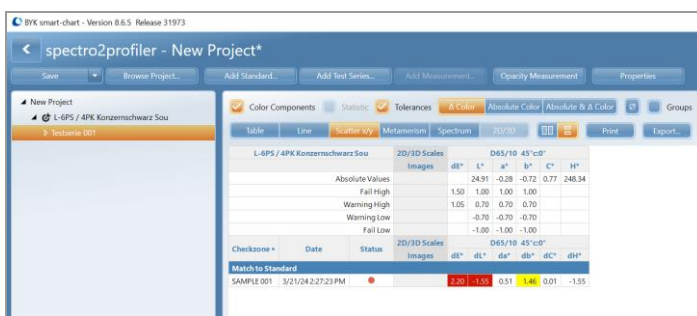 BYK smart-chart - Version 8.6.5 Release 31973
spectro2profiler - New Project*
Save Browse Project... Add Standard... Add Test Series... Add Measurement... Opacity Measurement Properties
New Project
L-6PS / 4PK Konzernschwarz Sou
Testserie 001
Color Components Statistic Tolerances Δ Color Absolute Color Absolute & Δ Color Ø Groups
Table Line Scatter x/y Metamerism Spectrum 2D/3D Print Export...
L-6PS / 4PK Konzernschwarz Sou 2D/3D Scales D65/10 45°c:0°
Images dE* L* a* b* C* H*
Absolute Values 24.91 -0.28 -0.72 0.77 248.34
Fail High 1.50 1.00 1.00 1.00
Warning High 1.05 0.70 0.70 0.70
Warning Low -0.70 -0.70 -0.70
Fail Low -1.00 -1.00 -1.00
Checkzone Date Status 2D/3D Scales D65/10 45°c:0°
Images dE* dL* da* db* dC* dH*
Match to Standard
SAMPLE 001 3/21/24 2:27:23 PM 2.20 -1.55 0.51 1.46 0.01 -1.55